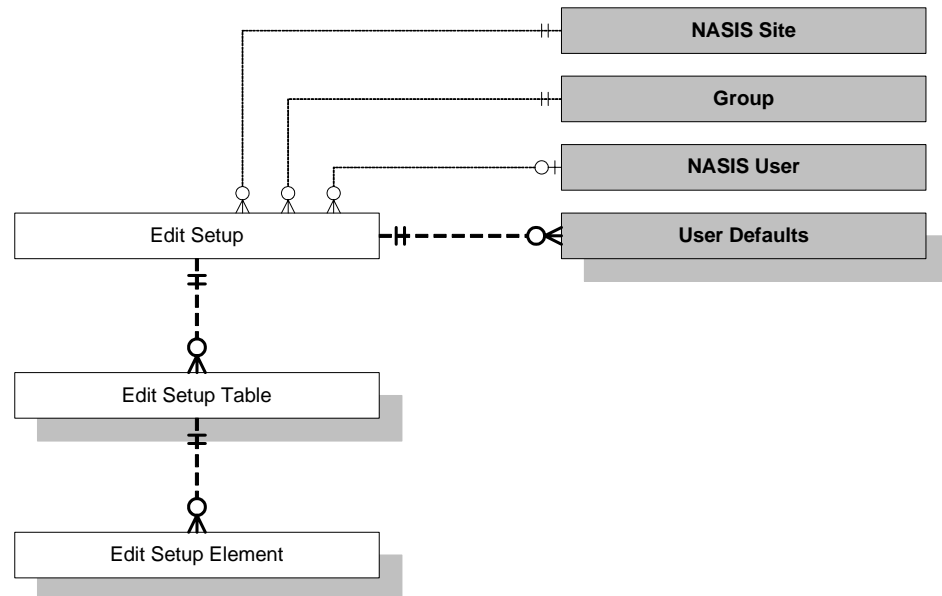 NASIS Site
Group
NASIS User
Edit Setup
User Defaults
Edit Setup Table
Edit Setup Element